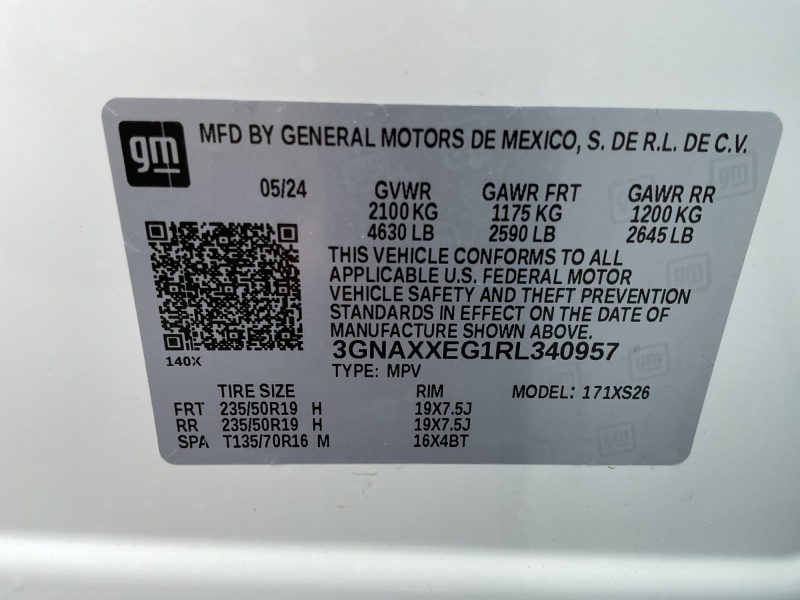 gm
MFD BY GENERAL MOTORS DE MEXICO, S. DE R.L. DE C.V.
05/24 GVWR GAWR FRT GAWR RR
2100 KG 1175 KG 1200 KG
4630 LB 2590 LB 2645 LB
THIS VEHICLE CONFORMS TO ALL
APPLICABLE U.S. FEDERAL MOTOR
VEHICLE SAFETY AND THEFT PREVENTION
STANDARDS IN EFFECT ON THE DATE OF
MANUFACTURE SHOWN ABOVE.
140X
3GNAXXEG1RL340957
TYPE: MPV
TIRE SIZE RIM MODEL: 171XS26
FRT 235/50R19 H 19X7.5J
RR 235/50R19 H 19X7.5J
SPA T135/70R16 M 16X4BT